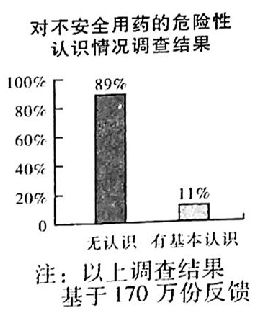 对不安全用药的危险性
认识情况调查结果
100%
80%
60%
40%
20%
0
89%
11%
无认识 有基本认识
注：以上调查结果
基于170万份反馈